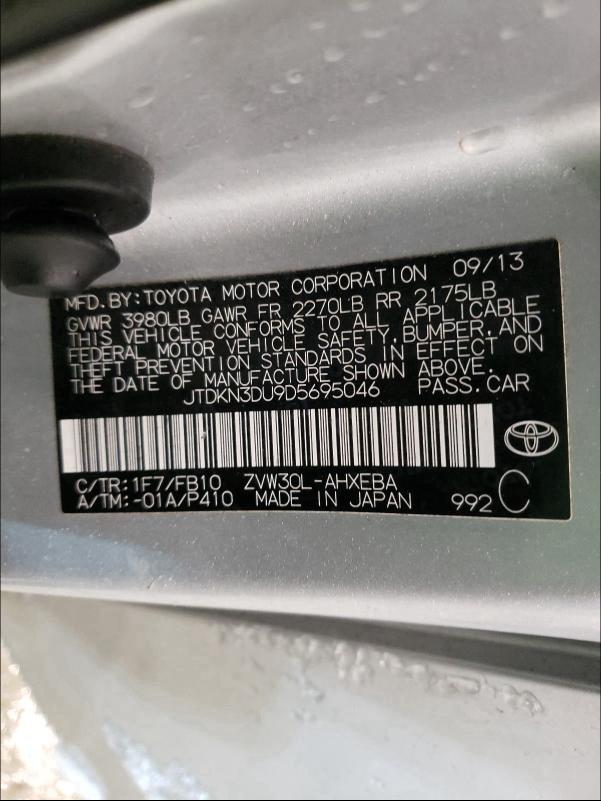 MFD. BY: TOYOTA MOTOR CORPORATION 09/13
GVWR 3980LB GAWR FR 2270LB RR 2175LB
THIS VEHICLE CONFORMS TO ALL APPLICABLE
FEDERAL MOTOR VEHICLE SAFETY, BUMPER, AND
THEFT PREVENTION STANDARDS IN EFFECT ON
THE DATE OF MANUFACTURE SHOWN ABOVE.
JTDKN3DU9D5695046 PASS. CAR
C/TR: 1F7/FB10 ZVW30L-AHXEBA
A/TM: -01A/P410 MADE IN JAPAN 992 C